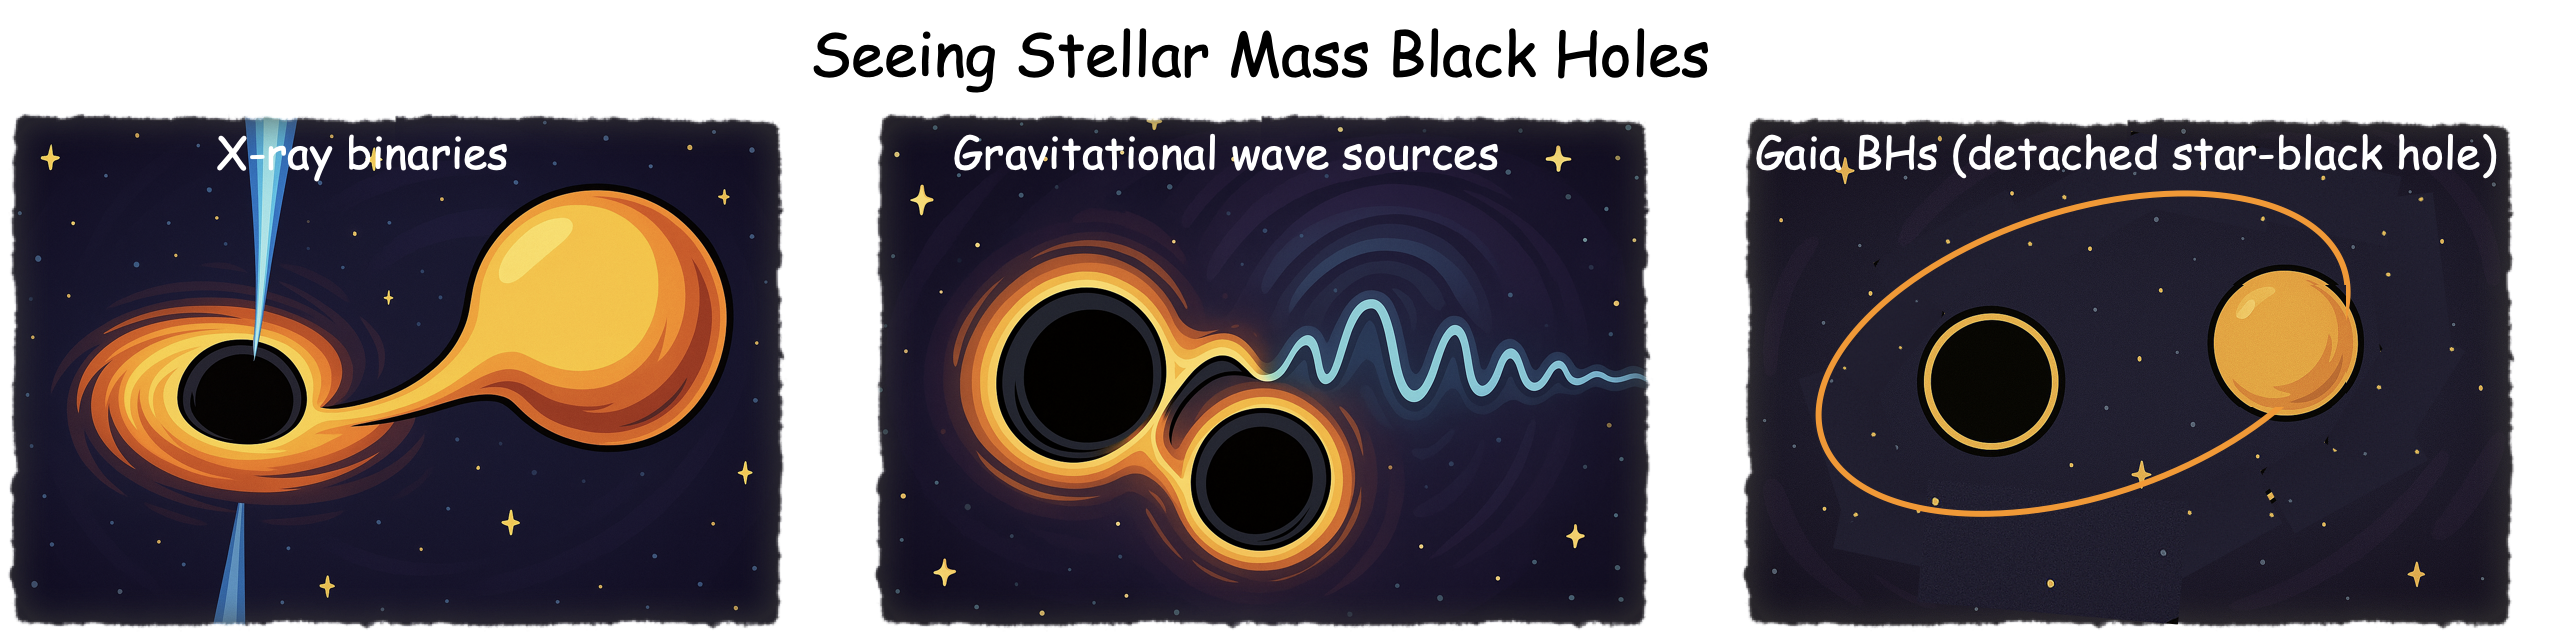 Seeing Stellar Mass Black Holes
X-ray binaries
Gravitational wave sources
Gaia BHs (detached star-black hole)